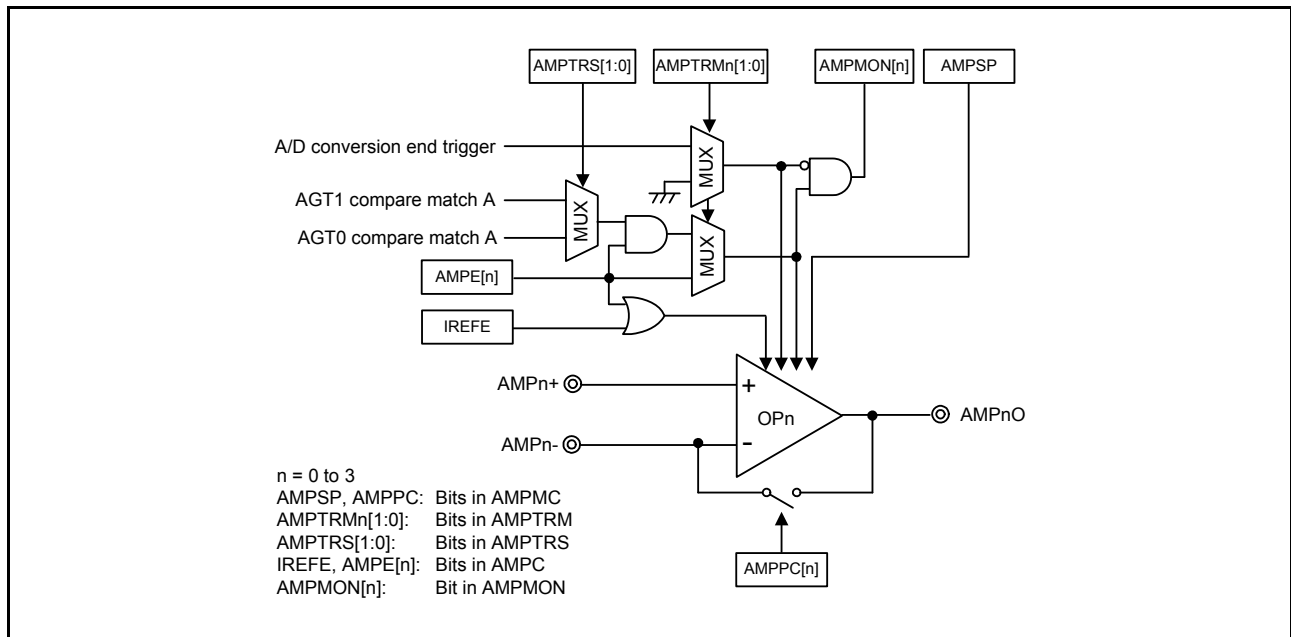 AMPTRS[1:0] AMPTRMn[1:0] AMPMON[n] AMPSP
A/D conversion end trigger
MUX
AGT1 compare match A
MUX
AGT0 compare match A
MUX
AMPE[n]
IREFE
AMPn+
+
OPn
AMPnO
AMPn-
-
n = 0 to 3
AMPSP, AMPPC: Bits in AMPMC
AMPTRMn[1:0]: Bits in AMPTRM
AMPTRS[1:0]: Bits in AMPTRS
IREFE, AMPE[n]: Bits in AMPC
AMPMON[n]: Bit in AMPMON
AMPPC[n]